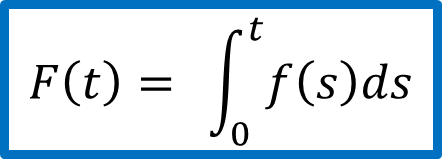 F(t) = ∫₀ᵗ f(s)ds